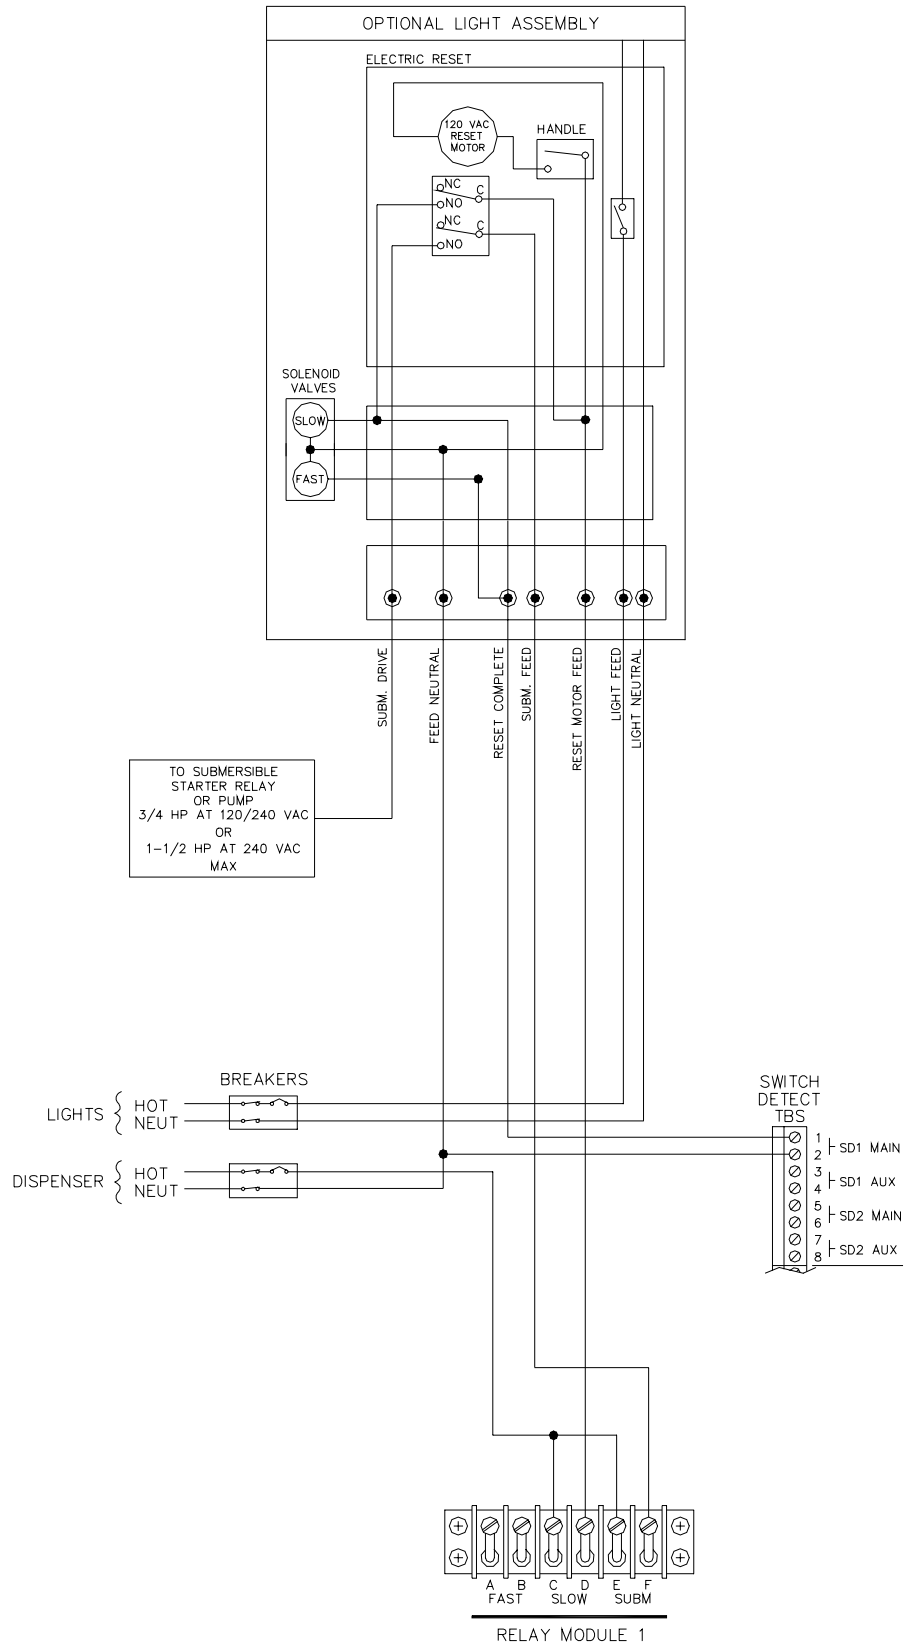 OPTIONAL LIGHT ASSEMBLY
ELECTRIC RESET
120 VAC
RESET
MOTOR
HANDLE
NC
C
NO
NC
C
NO
SOLENOID
VALVES
SLOW
FAST
SUBM. DRIVE
FEED NEUTRAL
RESET COMPLETE
SUBM. FEED
RESET MOTOR FEED
LIGHT FEED
LIGHT NEUTRAL
TO SUBMERSIBLE
STARTER RELAY
OR PUMP
3/4 HP AT 120/240 VAC
OR
1-1/2 HP AT 240 VAC
MAX
BREAKERS
LIGHTS
HOT
NEUT
DISPENSER
HOT
NEUT
SWITCH
DETECT
TBS
1
2
SD1 MAIN
3
4
SD1 AUX
5
6
SD2 MAIN
7
8
SD2 AUX
A B C D E F
FAST SLOW SUBM
RELAY MODULE 1